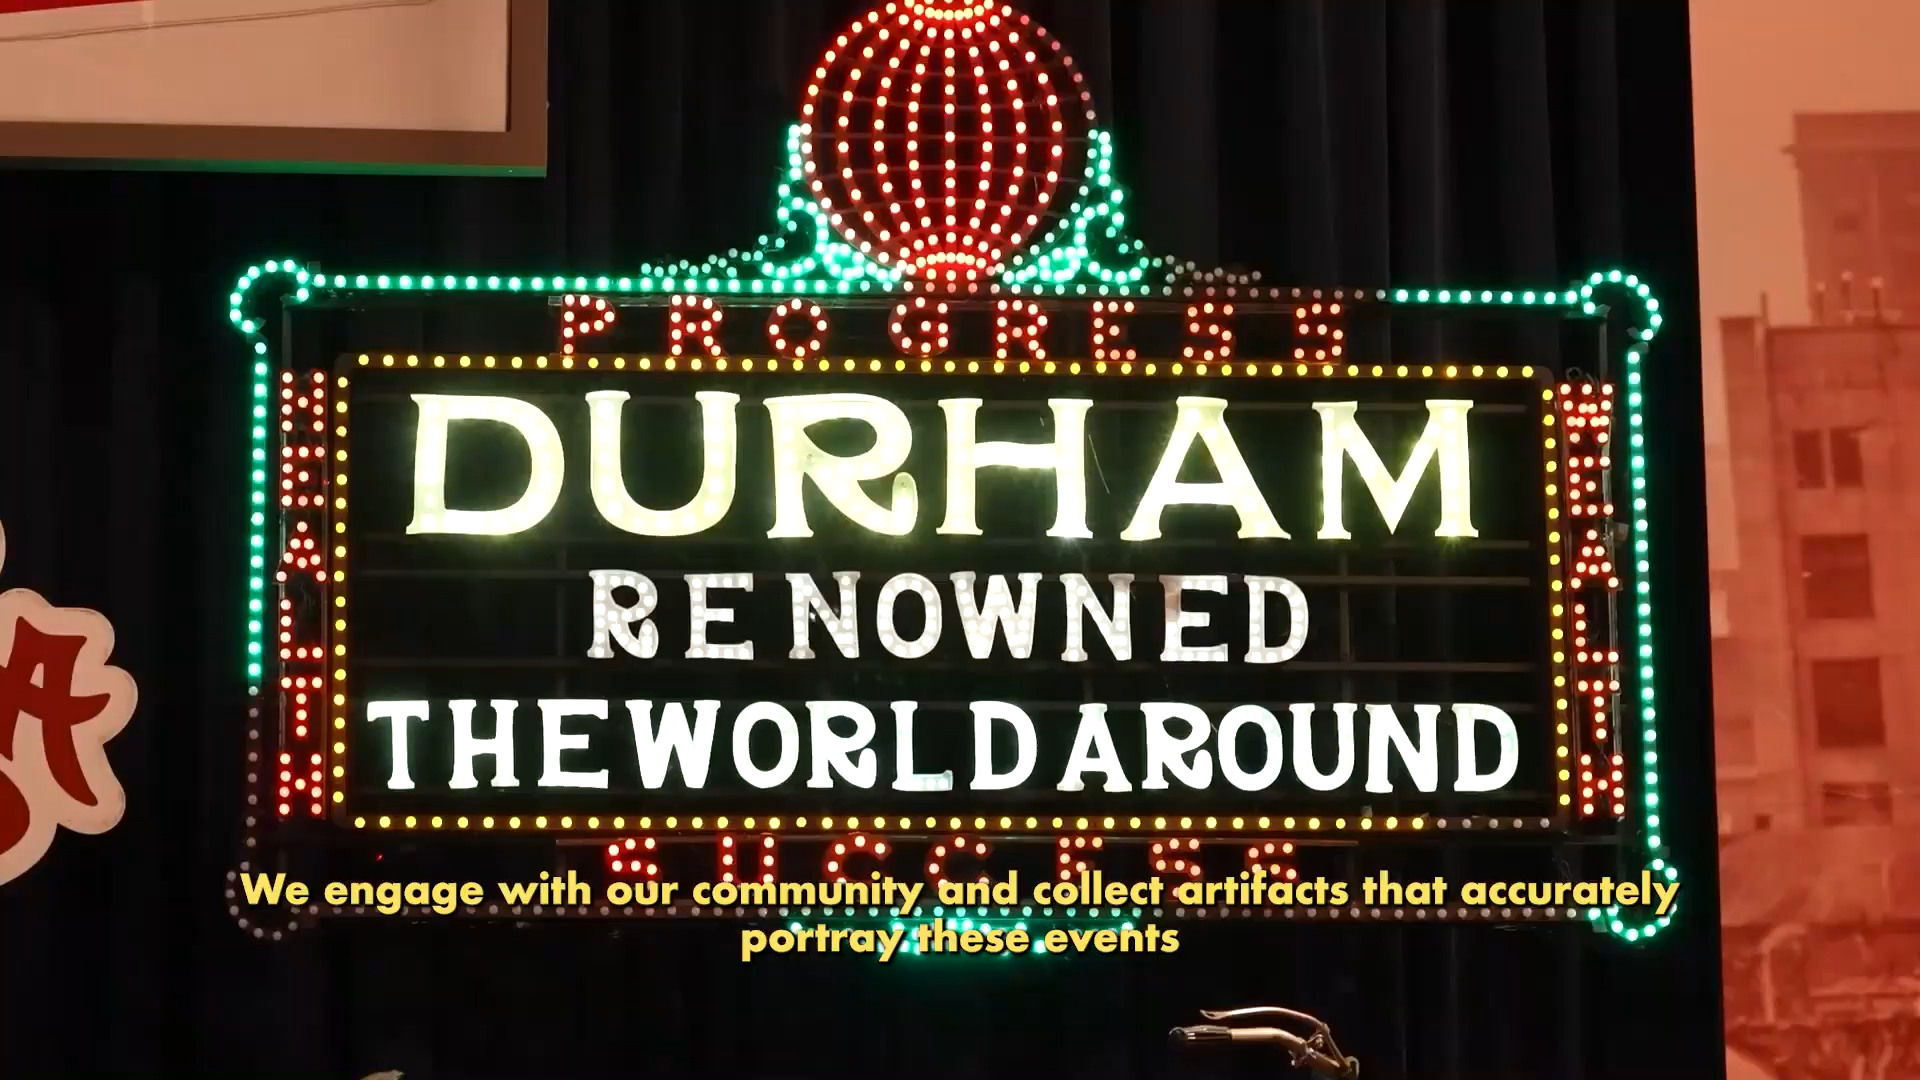 PROGRESS
HEALTH
DURHAM
RENOWNED
THE WORLD AROUND
WEALTH
SUCCESS
We engage with our community and collect artifacts that accurately
portray these events